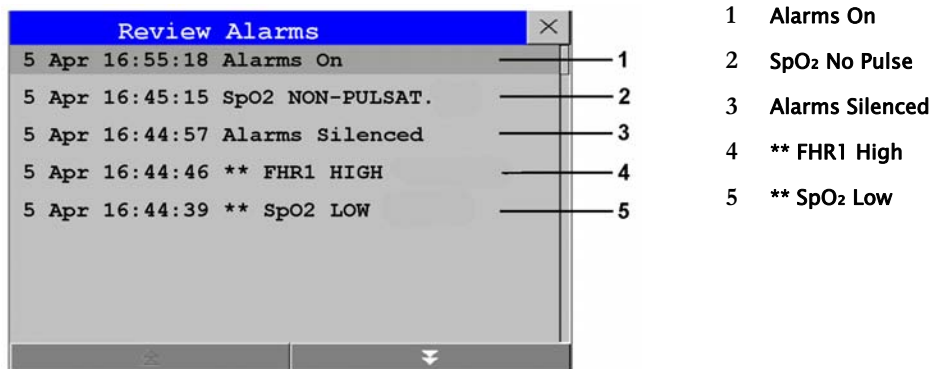 Review Alarms
5 Apr 16:55:18 Alarms On 1
5 Apr 16:45:15 SpO2 NON-PULSAT. 2
5 Apr 16:44:57 Alarms Silenced 3
5 Apr 16:44:46 ** FHR1 HIGH 4
5 Apr 16:44:39 ** SpO2 LOW 5
1 Alarms On
2 SpO₂ No Pulse
3 Alarms Silenced
4 ** FHR1 High
5 ** SpO₂ Low